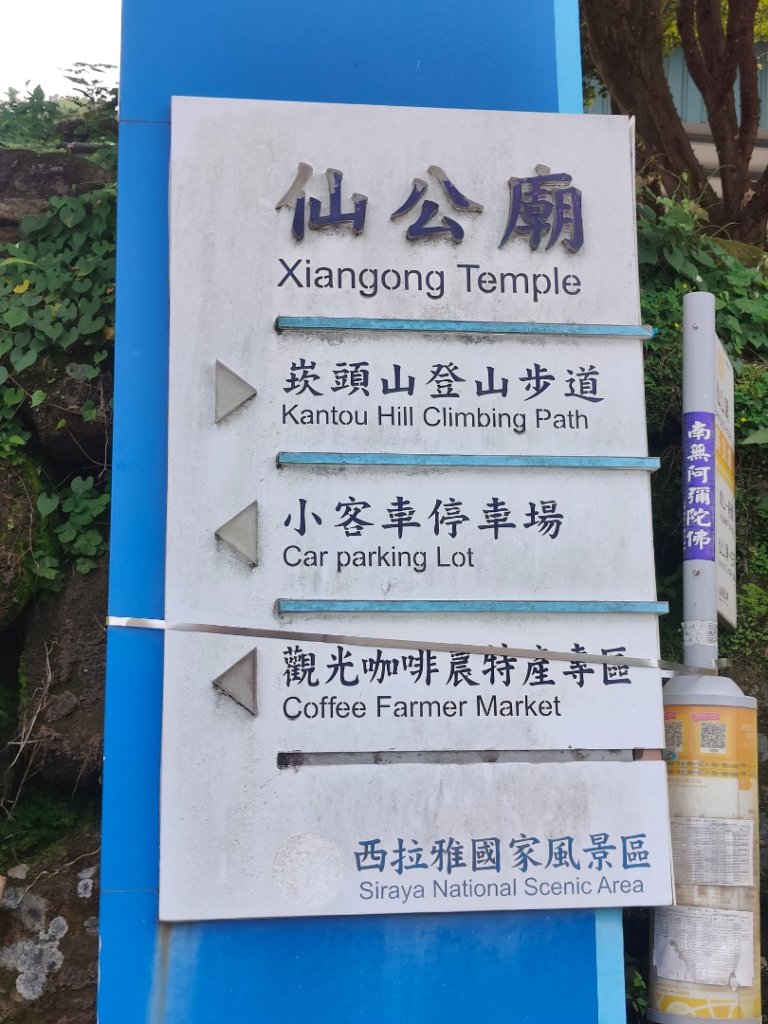 仙公廟
Xiangong Temple
崁頭山登山步道
Kantou Hill Climbing Path
小客車停車場
Car parking Lot
觀光咖啡農特產專區
Coffee Farmer Market
西拉雅國家風景區
Siraya National Scenic Area
南無阿彌陀佛